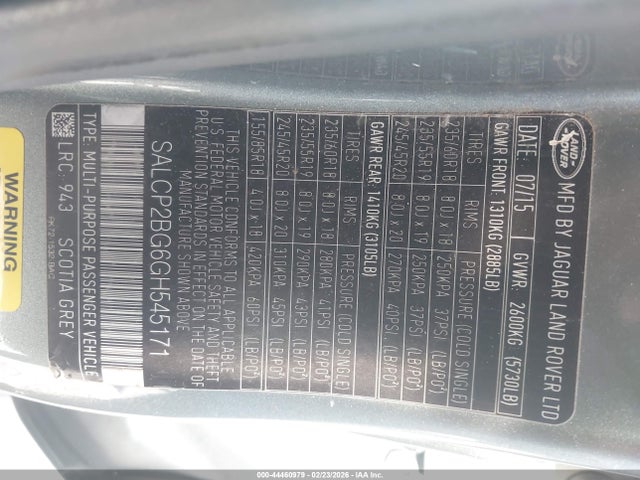 LAND-
ROVER
MFD BY JAGUAR LAND ROVER LTD
DATE: 07/15 GVWR: 2600KG (5730LB)
GAWR FRONT 1310KG (2885LB)
TIRES RIMS PRESSURE (COLD SINGLE)
235/60R18 8.0J x 18 250KPA 37PSI (LB/PO²)
235/55R19 8.0J x 19 250KPA 37PSI (LB/PO²)
245/45R20 8.0J x 20 270KPA 40PSI (LB/PO²)
GAWR REAR: 1410KG (3105LB)
TIRES RIMS PRESSURE (COLD SINGLE)
235/60R18 8.0J x 18 280KPA 41PSI (LB/PO²)
235/55R19 8.0J x 19 290KPA 43PSI (LB/PO²)
245/45R20 8.0J x 20 310KPA 45PSI (LB/PO²)
155/85R18 4.0J x 18 420KPA 60PSI (LB/PO²)
THIS VEHICLE CONFORMS TO ALL APPLICABLE
U.S. FEDERAL MOTOR VEHICLE SAFETY AND THEFT
PREVENTION STANDARDS IN EFFECT ON THE DATE OF
MANUFACTURE SHOWN ABOVE.
SALCP2BG6GH545171
TYPE: MULTI-PURPOSE PASSENGER VEHICLE
LRC: 943 SCOTIA GREY
WARNING
000-44460979 - 02/23/2026 - IAAC.com